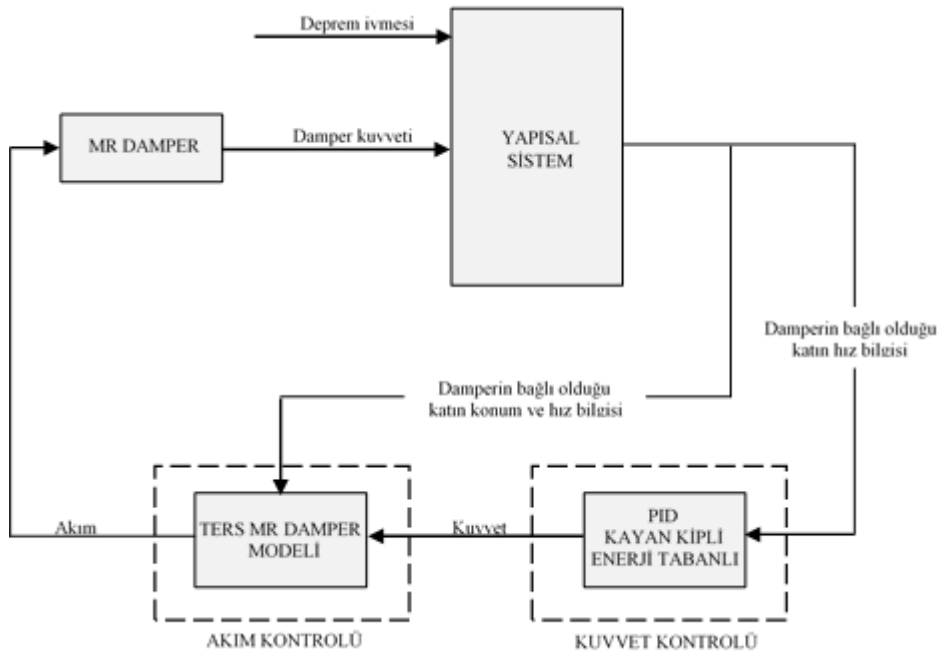 Deprem ivmesi
YAPISAL
SİSTEM
MR DAMPER
Damper kuvveti
Damperin bağlı olduğu
katın hız bilgisi
Damperin bağlı olduğu
katın konum ve hız bilgisi
Akım
TERS MR DAMPER
MODELİ
Kuvvet
PID
KAYAN KİPLİ
ENERJİ TABANLI
AKIM KONTROLÜ
KUVVET KONTROLÜ